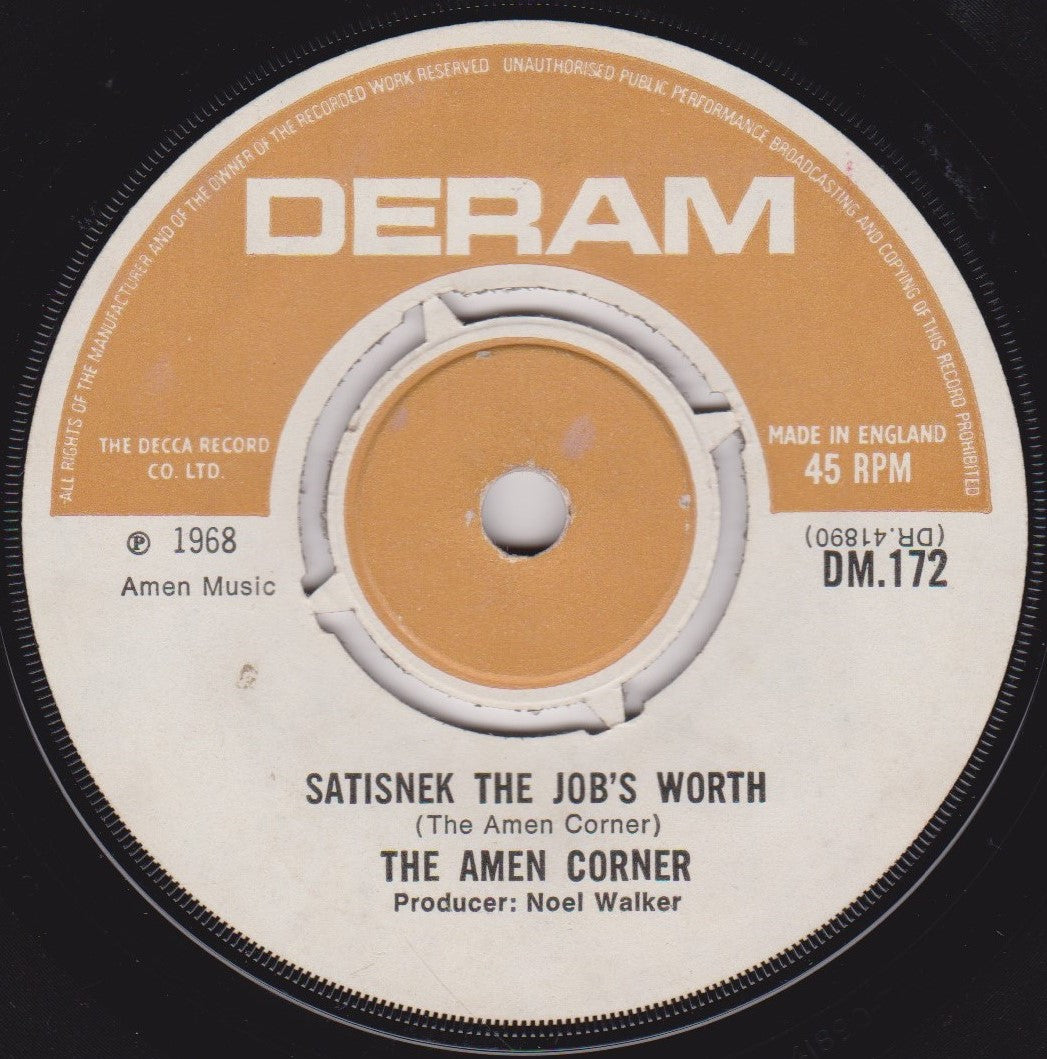 ALL RIGHTS OF THE MANUFACTURER AND OF THE OWNER OF THE RECORDED WORK RESERVED UNAUTHORISED PUBLIC PERFORMANCE BROADCASTING AND COPYING OF THIS RECORD PROHIBITED
DERAM
THE DECCA RECORD
CO. LTD.
MADE IN ENGLAND
45 RPM
℗ 1968
Amen Music
(DR.41890)
DM.172
SATISNEK THE JOB'S WORTH
(The Amen Corner)
THE AMEN CORNER
Producer: Noel Walker